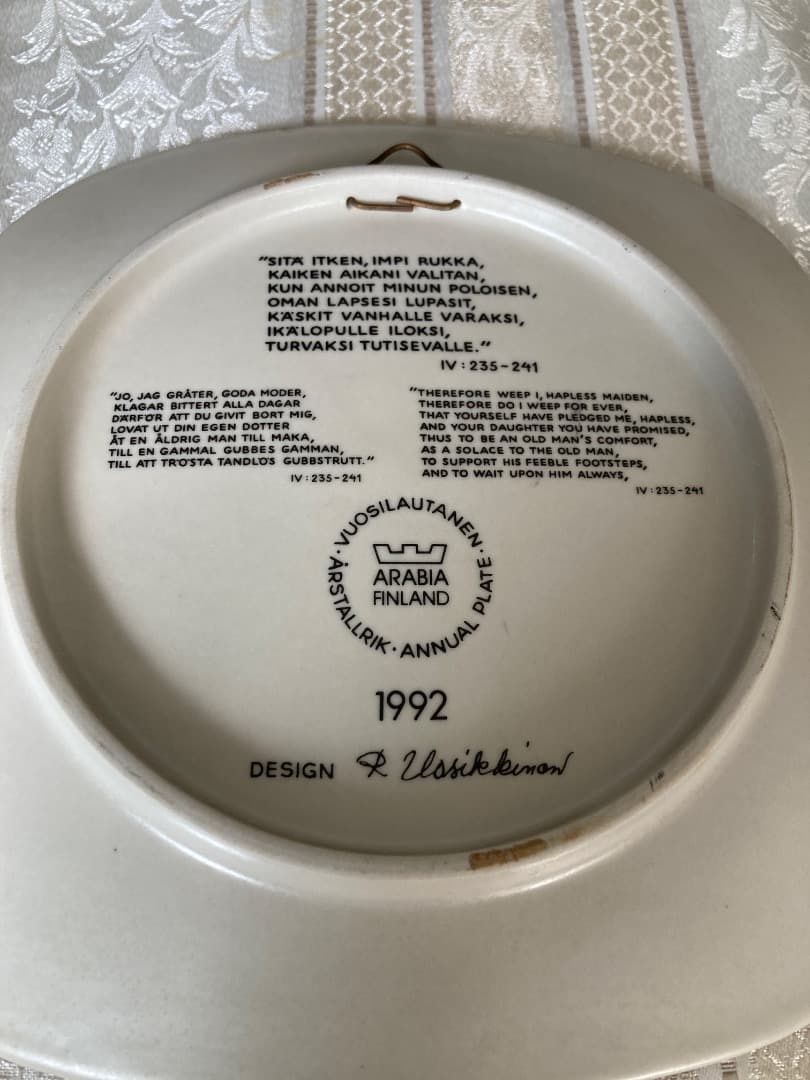 "SITÄ ITKEN, IMPI RUKKA,
KAIKEN AIKANI VALITAN,
KUN ANNOIT MINUN POLOISEN,
OMAN LAPSESI LUPASIT,
KÄSKIT VANHALLE VARAKSI,
IKÄLOPULLE ILOKSI,
TURVAKSI TUTISEVALLE."
IV : 235-241
"JO, JAG GRÅTER, GODA MODER,
KLAGAR BITTERT ALLA DAGAR
DÄRFÖR ATT DU GIVIT BORT MIG,
LOVAT UT DIN EGEN DOTTER
ÅT EN ÅLDRIG MAN TILL MAKA,
TILL EN GAMMAL GUBBES GAMMAN,
TILL ATT TRÖSTA TANDLÖS GUBBSTRUTT."
IV : 235-241
"THEREFORE WEEP I, HAPLESS MAIDEN,
THEREFORE DO I WEEP FOR EVER,
THAT YOURSELF HAVE PLEDGED ME, HAPLESS,
AND YOUR DAUGHTER YOU HAVE PROMISED,
THUS TO BE AN OLD MAN'S COMFORT,
AS A SOLACE TO THE OLD MAN,
TO SUPPORT HIS FEEBLE FOOTSTEPS,
AND TO WAIT UPON HIM ALWAYS,
IV : 235-241
· VUOSILAUTANEN ·
ARABIA
FINLAND
ÅRSTALLRIK · ANNUAL PLATE
1992
DESIGN R Uosikkinen